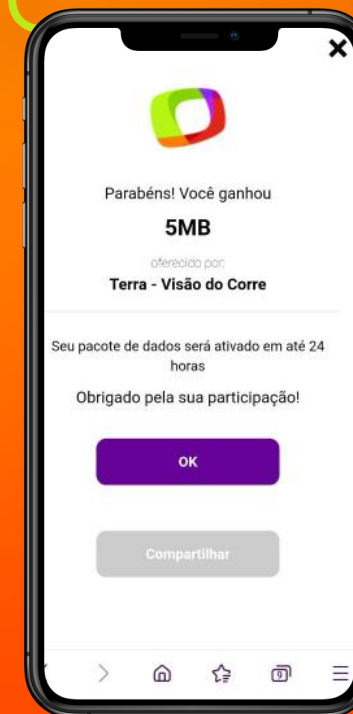 Parabéns! Você ganhou
5MB
oferecido por:
Terra - Visão do Corre
Seu pacote de dados será ativado em até 24
horas
Obrigado pela sua participação!
OK
Compartilhar
9